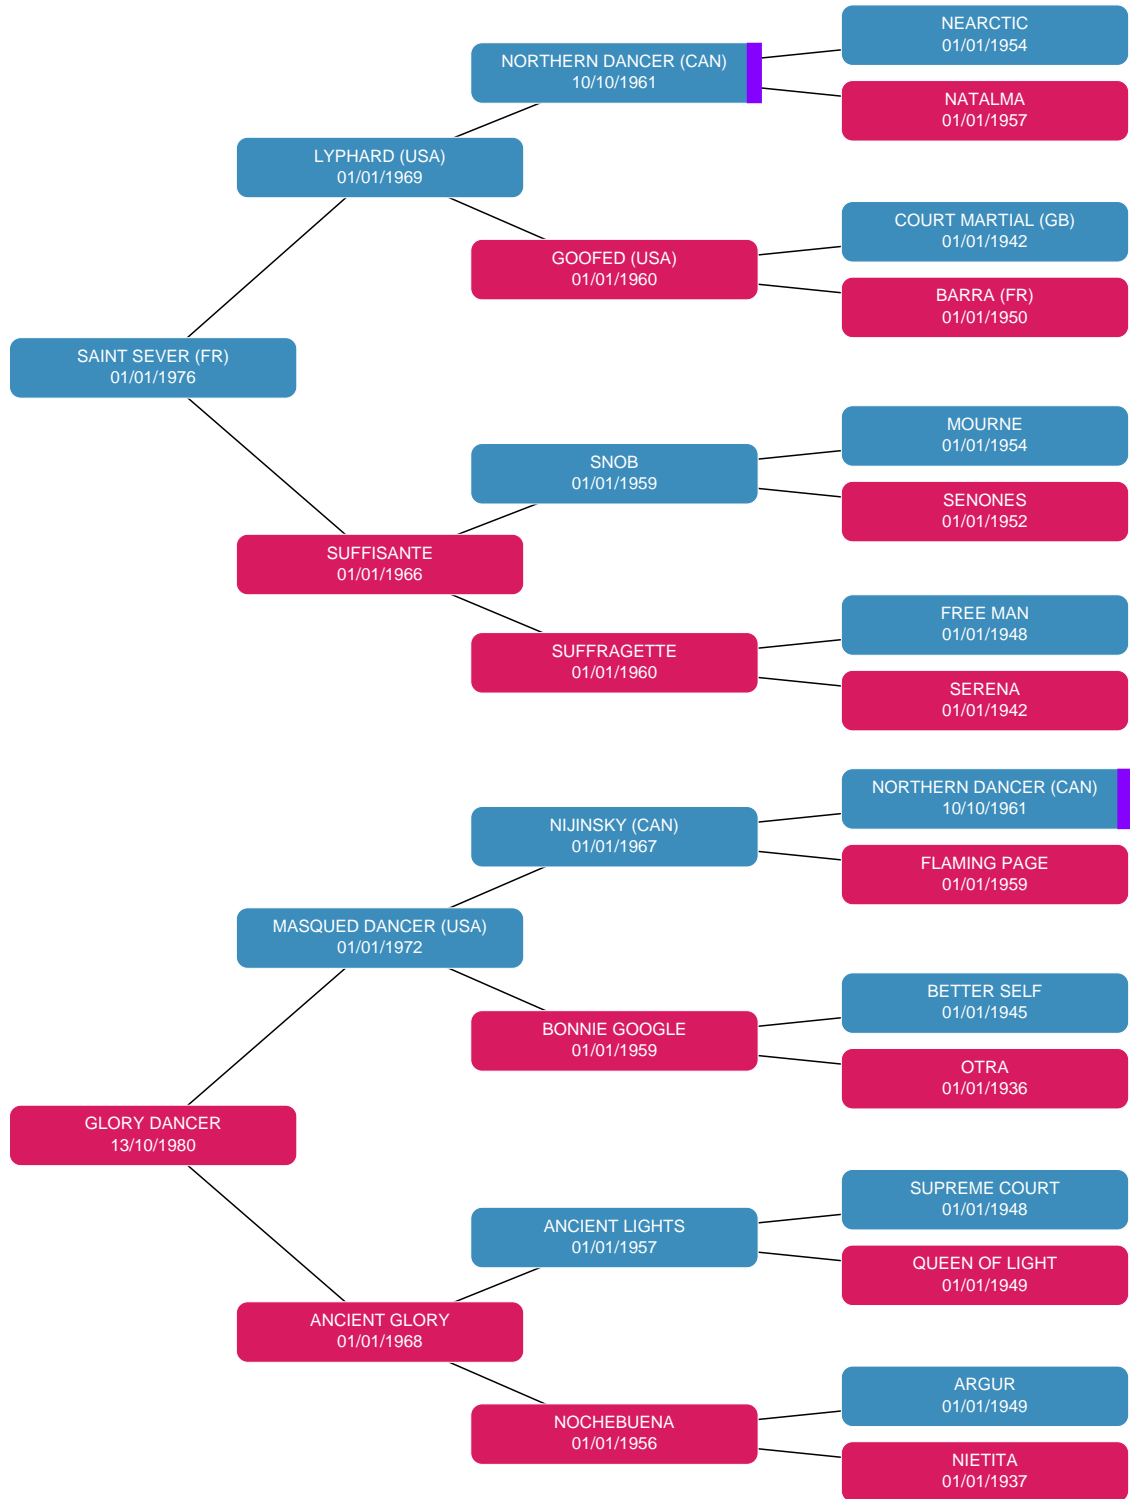 NEARCTIC
01/01/1954
NORTHERN DANCER (CAN)
10/10/1961
NATALMA
01/01/1957
LYPHARD (USA)
01/01/1969
COURT MARTIAL (GB)
01/01/1942
GOOFED (USA)
01/01/1960
BARRA (FR)
01/01/1950
SAINT SEVER (FR)
01/01/1976
MOURNE
01/01/1954
SNOB
01/01/1959
SENONES
01/01/1952
SUFFISANTE
01/01/1966
FREE MAN
01/01/1948
SUFFRAGETTE
01/01/1960
SERENA
01/01/1942
NORTHERN DANCER (CAN)
10/10/1961
NIJINSKY (CAN)
01/01/1967
FLAMING PAGE
01/01/1959
MASQUED DANCER (USA)
01/01/1972
BETTER SELF
01/01/1945
BONNIE GOOGLE
01/01/1959
OTRA
01/01/1936
GLORY DANCER
13/10/1980
SUPREME COURT
01/01/1948
ANCIENT LIGHTS
01/01/1957
QUEEN OF LIGHT
01/01/1949
ANCIENT GLORY
01/01/1968
ARGUR
01/01/1949
NOCHEBUENA
01/01/1956
NIETITA
01/01/1937